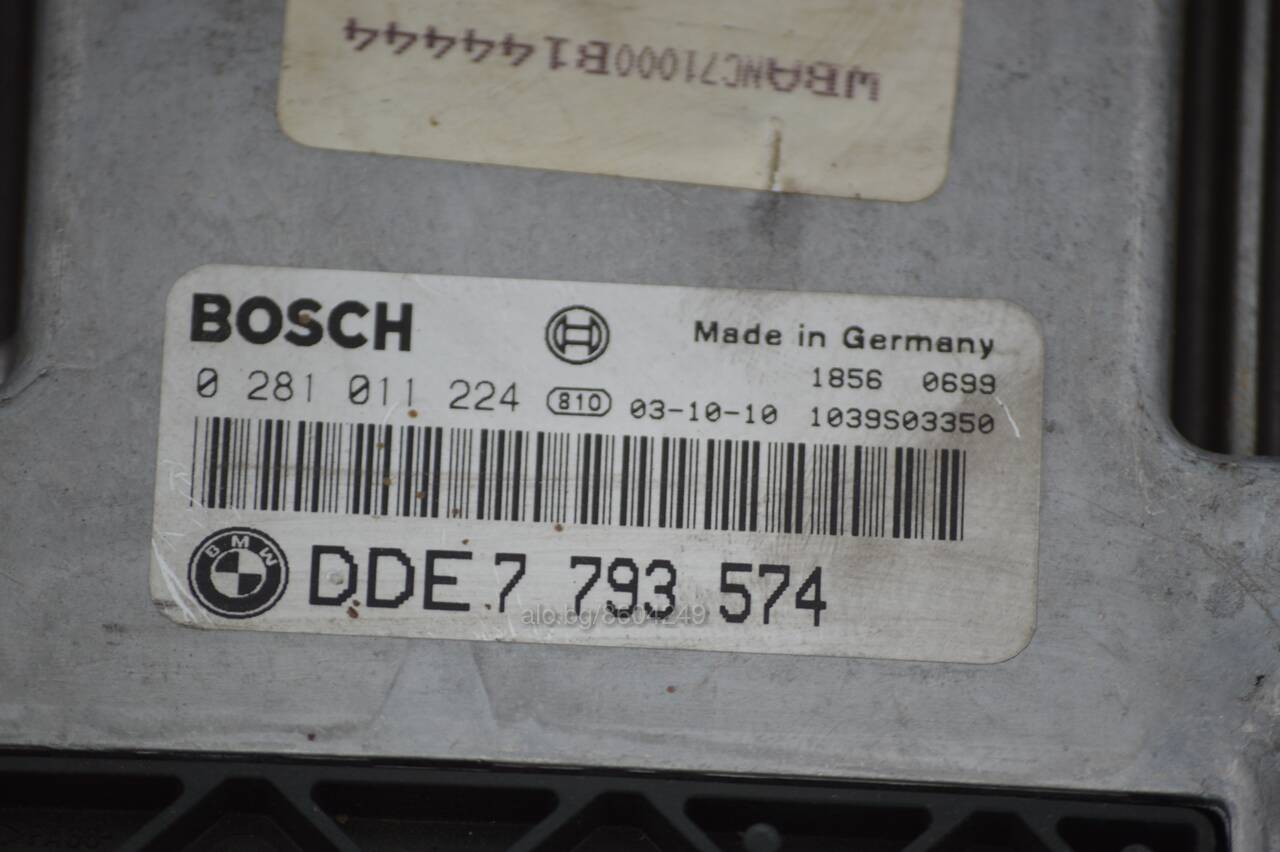 WBANC71000B144444
BOSCH
Made in Germany
1856 0699
0 281 011 224 810 03-10-10 1039S03350
BMW
DDE 7 793 574
alo.bg/8604249